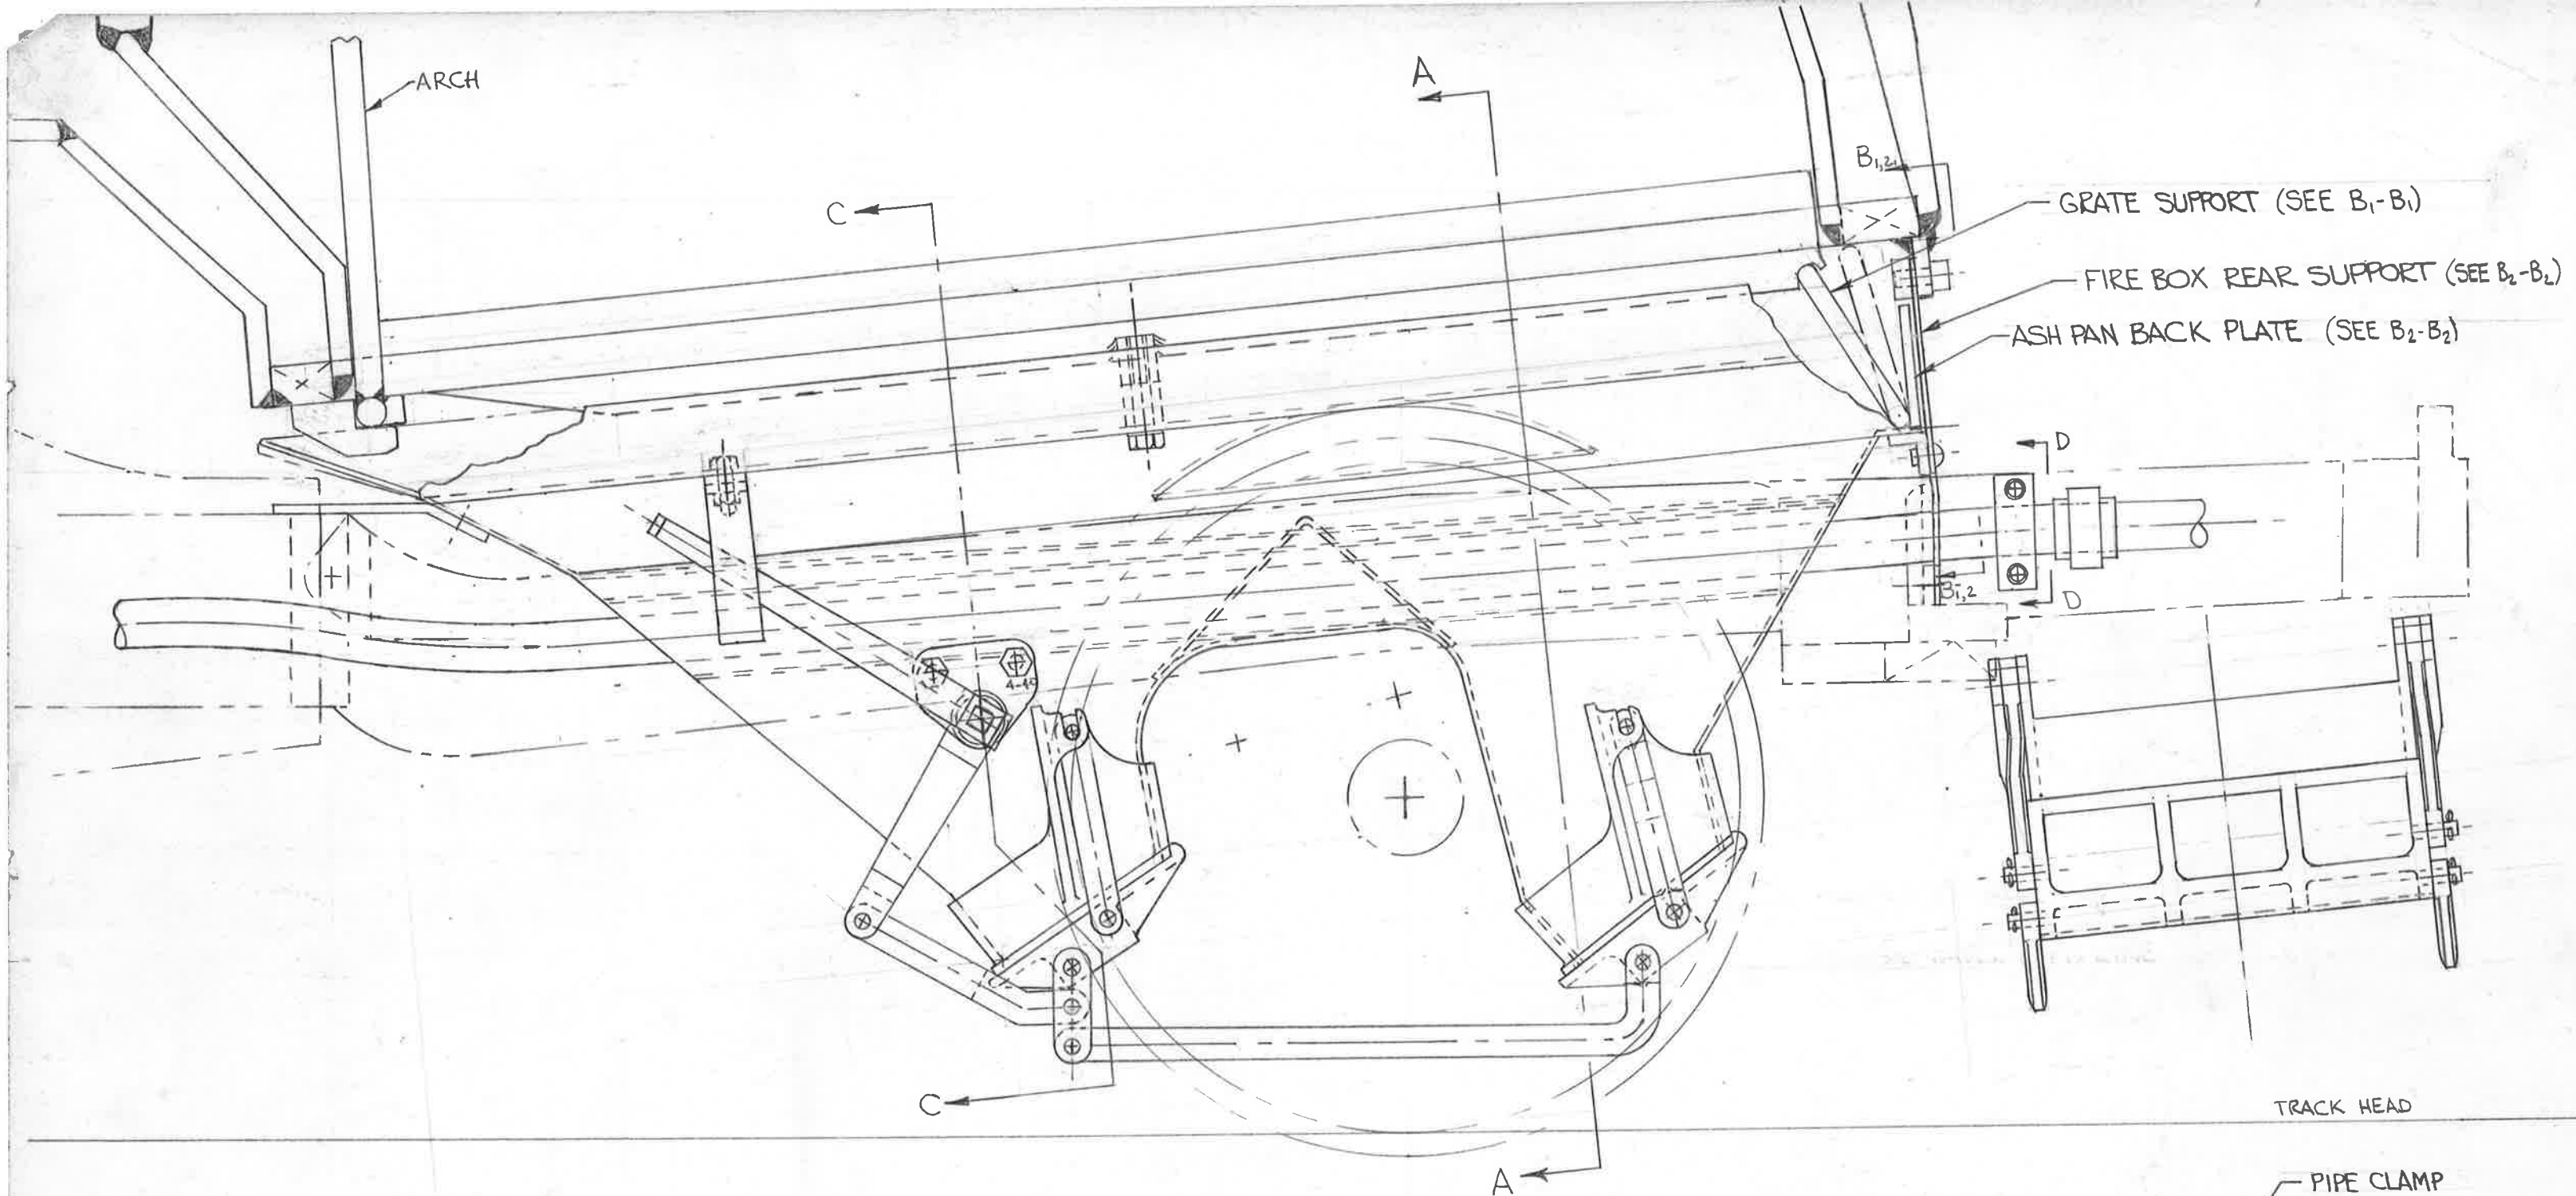 ARCH
A
B₁,₂
C
GRATE SUPPORT (SEE B₁-B₁)
FIRE BOX REAR SUPPORT (SEE B₂-B₂)
ASH PAN BACK PLATE (SEE B₂-B₂)
D
B₁,₂
D
4-40
C
TRACK HEAD
A
PIPE CLAMP